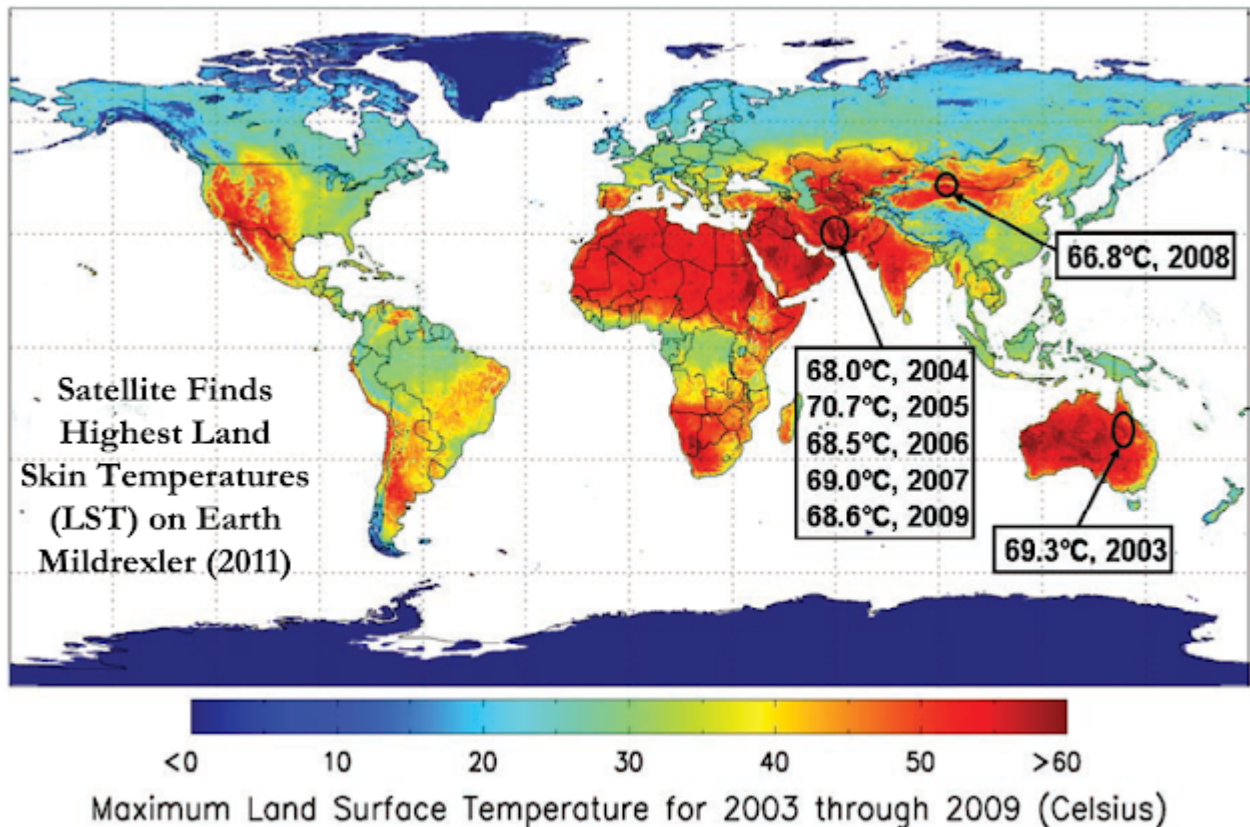 66.8°C, 2008
68.0°C, 2004
70.7°C, 2005
68.5°C, 2006
69.0°C, 2007
68.6°C, 2009
69.3°C, 2003
Satellite Finds
Highest Land
Skin Temperatures
(LST) on Earth
Mildrexler (2011)
<0 10 20 30 40 50 >60
Maximum Land Surface Temperature for 2003 through 2009 (Celsius)